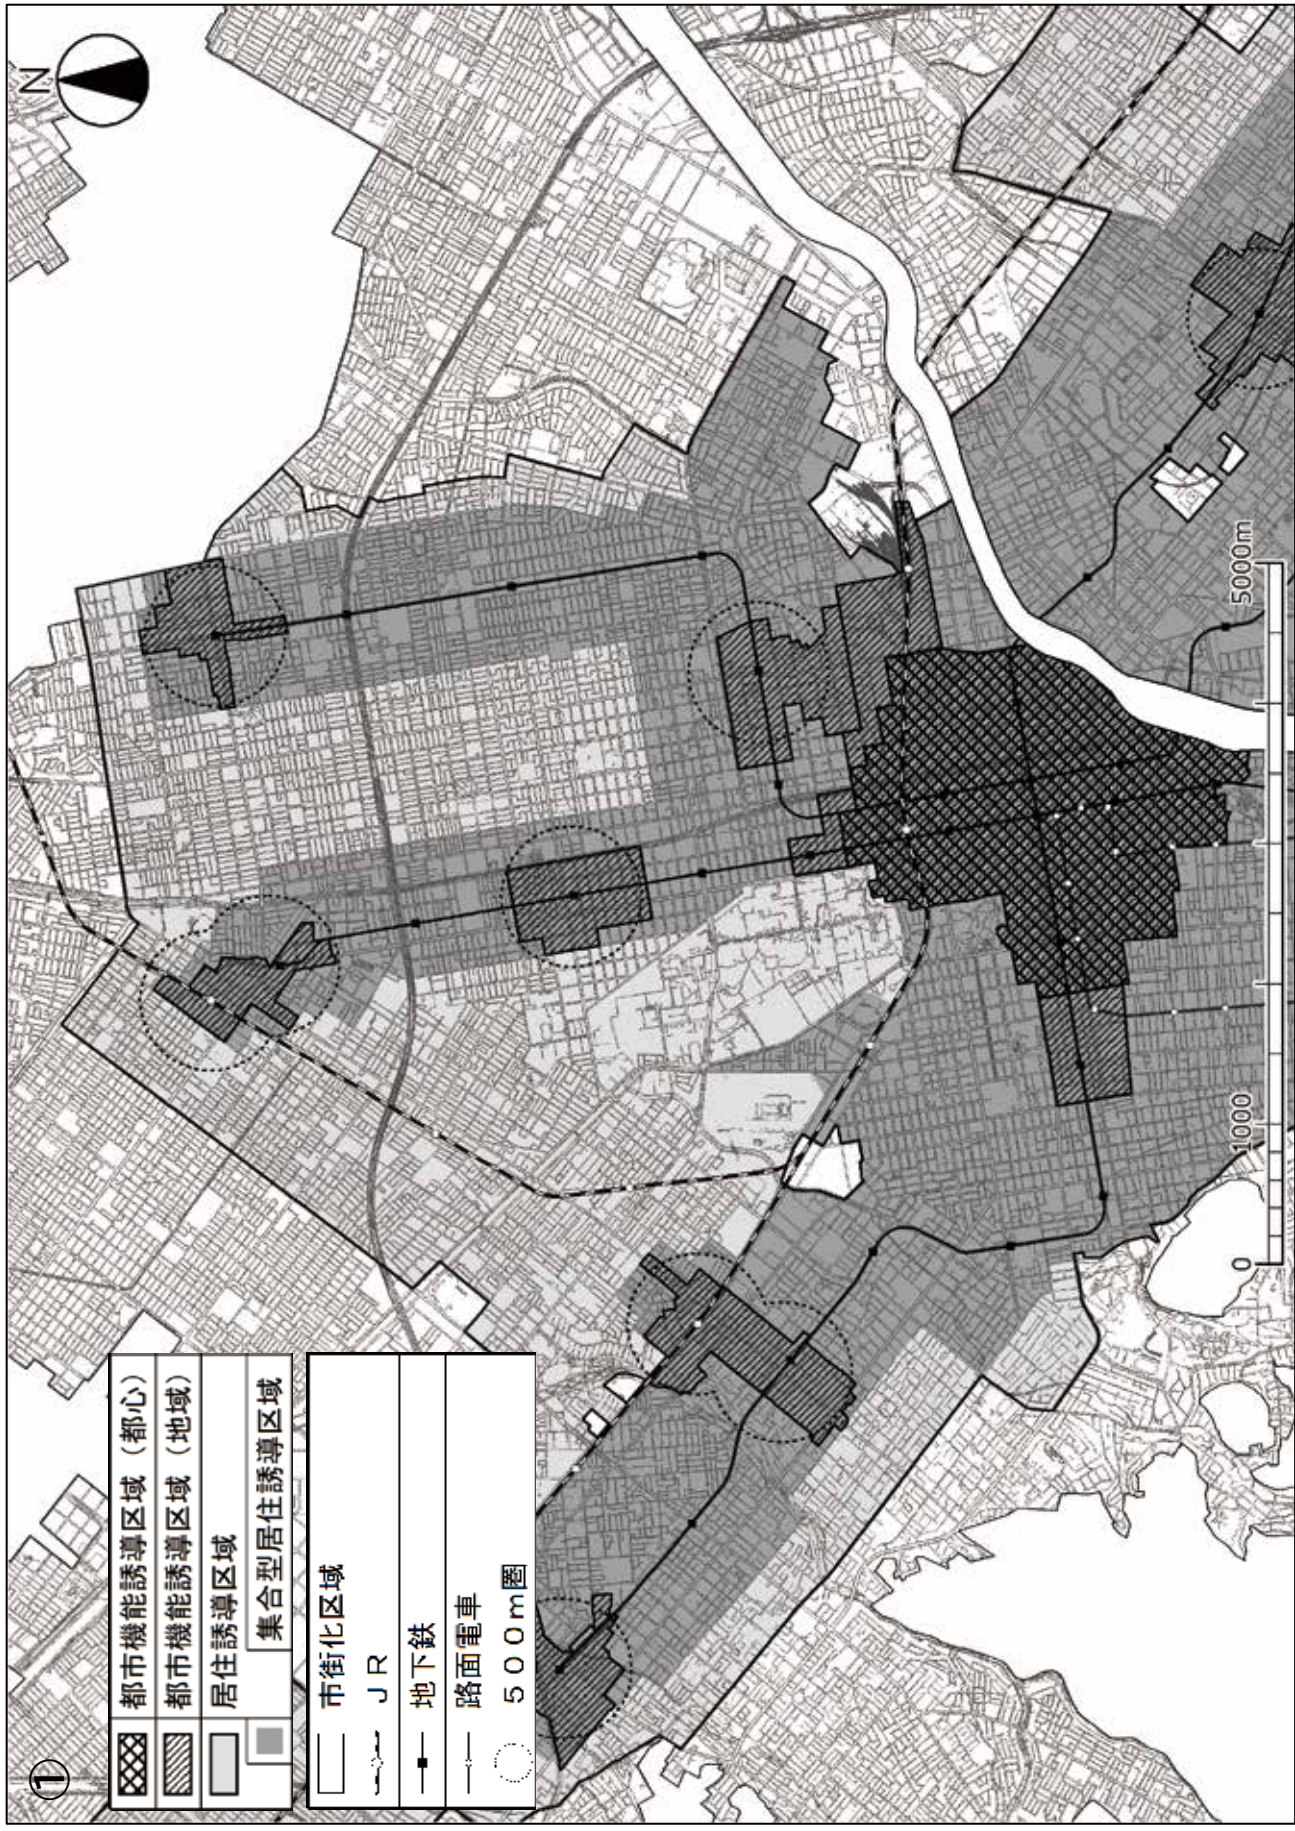 ①
都市機能誘導区域（都心）
都市機能誘導区域（地域）
居住誘導区域
集合型居住誘導区域
市街化区域
ＪＲ
地下鉄
路面電車
５００ｍ圏
N
0
1000
5000m